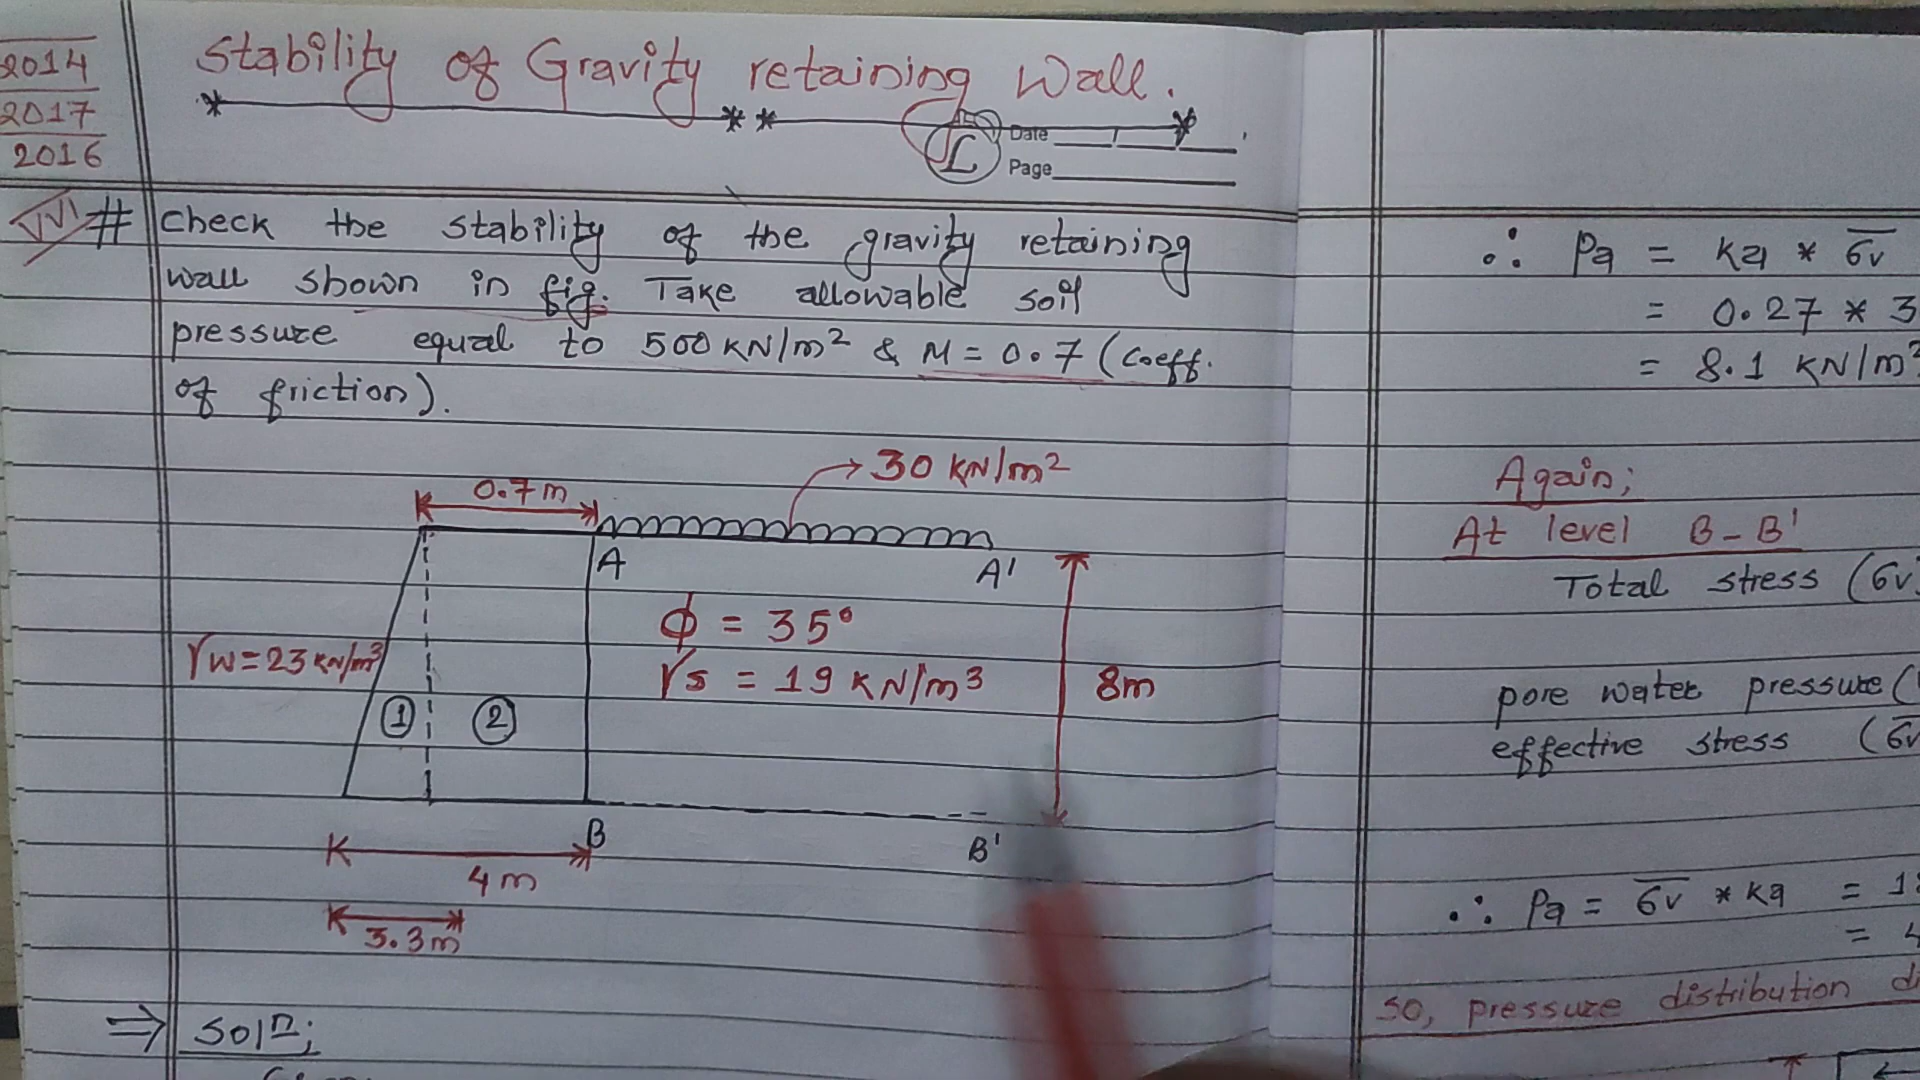 2014
2017
2016
Stability of Gravity retaining Wall.
Date
Page
# Check the stability of the gravity retaining
wall shown in fig. Take allowable soil
pressure equal to 500 KN/m² & M = 0.7 (Coeff.
of friction).
30 KN/m²
0.7m
A
A'
ϕ = 35°
γw = 23 KN/m³
γs = 19 KN/m³
8m
①
②
B
B'
4m
3.3m
⇒ Solⁿ;
∴ Pa = ka * σ̅v
= 0.27 * 3
= 8.1 KN/m²
Again;
At level B-B'
Total stress (σv
pore water pressure (
effective stress (σ̅v
∴ Pa = σ̅v * ka = 18
= 4
So, pressure distribution di